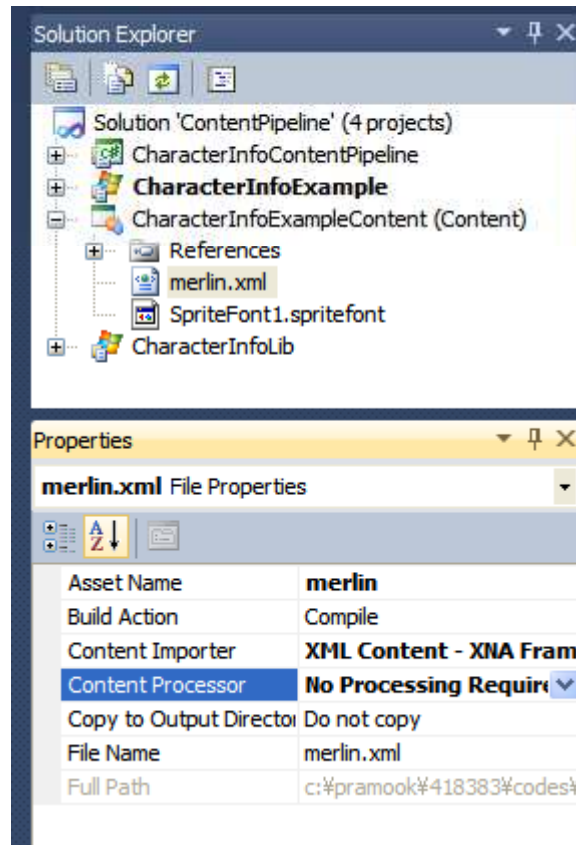 Solution Explorer
Solution 'ContentPipeline' (4 projects)
CharacterInfoContentPipeline
CharacterInfoExample
CharacterInfoExampleContent (Content)
References
merlin.xml
SpriteFont1.spritefont
CharacterInfoLib
Properties
merlin.xml File Properties
Asset Name merlin
Build Action Compile
Content Importer XML Content - XNA Fram
Content Processor No Processing Require
Copy to Output Director Do not copy
File Name merlin.xml
Full Path c:¥pramook¥418383¥codes¥